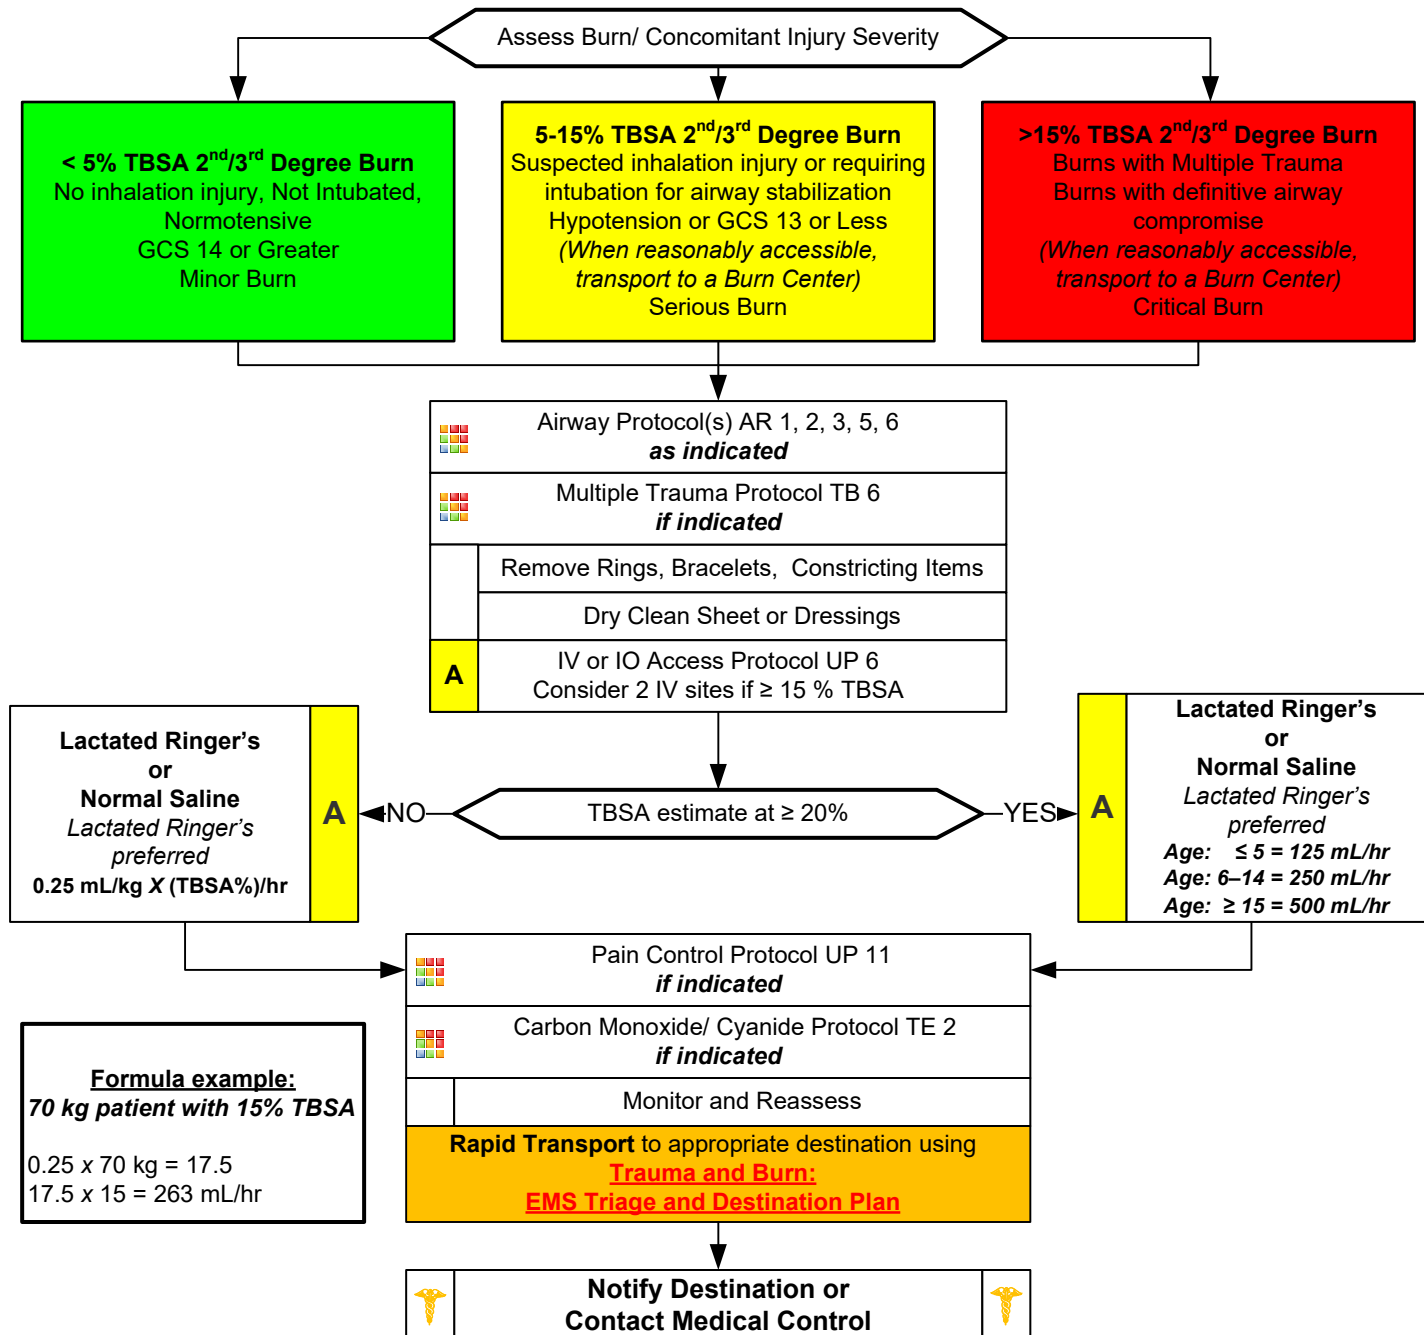 Assess Burn/ Concomitant Injury Severity
< 5% TBSA 2nd/3rd Degree Burn
No inhalation injury, Not Intubated,
Normotensive
GCS 14 or Greater
Minor Burn
5-15% TBSA 2nd/3rd Degree Burn
Suspected inhalation injury or requiring
intubation for airway stabilization
Hypotension or GCS 13 or Less
(When reasonably accessible,
transport to a Burn Center)
Serious Burn
>15% TBSA 2nd/3rd Degree Burn
Burns with Multiple Trauma
Burns with definitive airway
compromise
(When reasonably accessible,
transport to a Burn Center)
Critical Burn
Airway Protocol(s) AR 1, 2, 3, 5, 6
as indicated
Multiple Trauma Protocol TB 6
if indicated
Remove Rings, Bracelets, Constricting Items
Dry Clean Sheet or Dressings
A
IV or IO Access Protocol UP 6
Consider 2 IV sites if ≥ 15 % TBSA
TBSA estimate at ≥ 20%
NO
A
Lactated Ringer's
or
Normal Saline
Lactated Ringer's
preferred
0.25 mL/kg X (TBSA%)/hr
YES
A
Lactated Ringer's
or
Normal Saline
Lactated Ringer's
preferred
Age: ≤ 5 = 125 mL/hr
Age: 6–14 = 250 mL/hr
Age: ≥ 15 = 500 mL/hr
Pain Control Protocol UP 11
if indicated
Carbon Monoxide/ Cyanide Protocol TE 2
if indicated
Monitor and Reassess
Rapid Transport to appropriate destination using
Trauma and Burn:
EMS Triage and Destination Plan
Formula example:
70 kg patient with 15% TBSA
0.25 x 70 kg = 17.5
17.5 x 15 = 263 mL/hr
Notify Destination or
Contact Medical Control